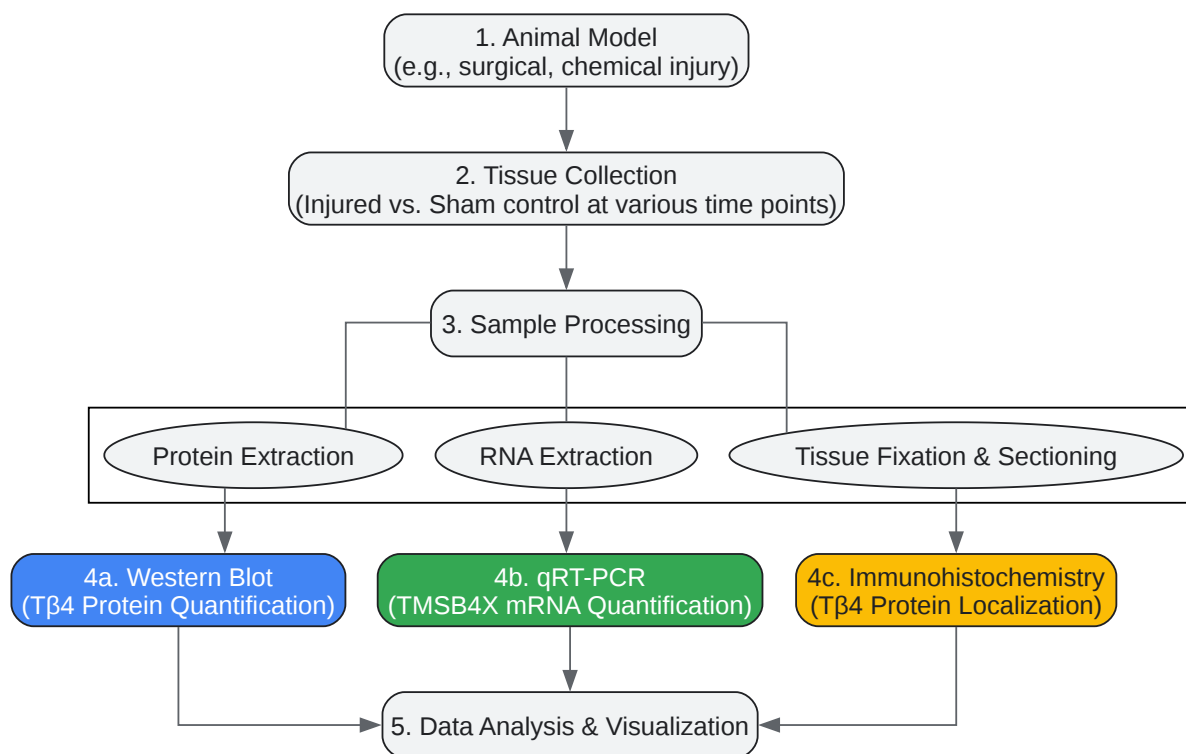 1. Animal Model
(e.g., surgical, chemical injury)
2. Tissue Collection
(Injured vs. Sham control at various time points)
3. Sample Processing
Protein Extraction
RNA Extraction
Tissue Fixation & Sectioning
4a. Western Blot
(Tβ4 Protein Quantification)
4b. qRT-PCR
(TMSB4X mRNA Quantification)
4c. Immunohistochemistry
(Tβ4 Protein Localization)
5. Data Analysis & Visualization